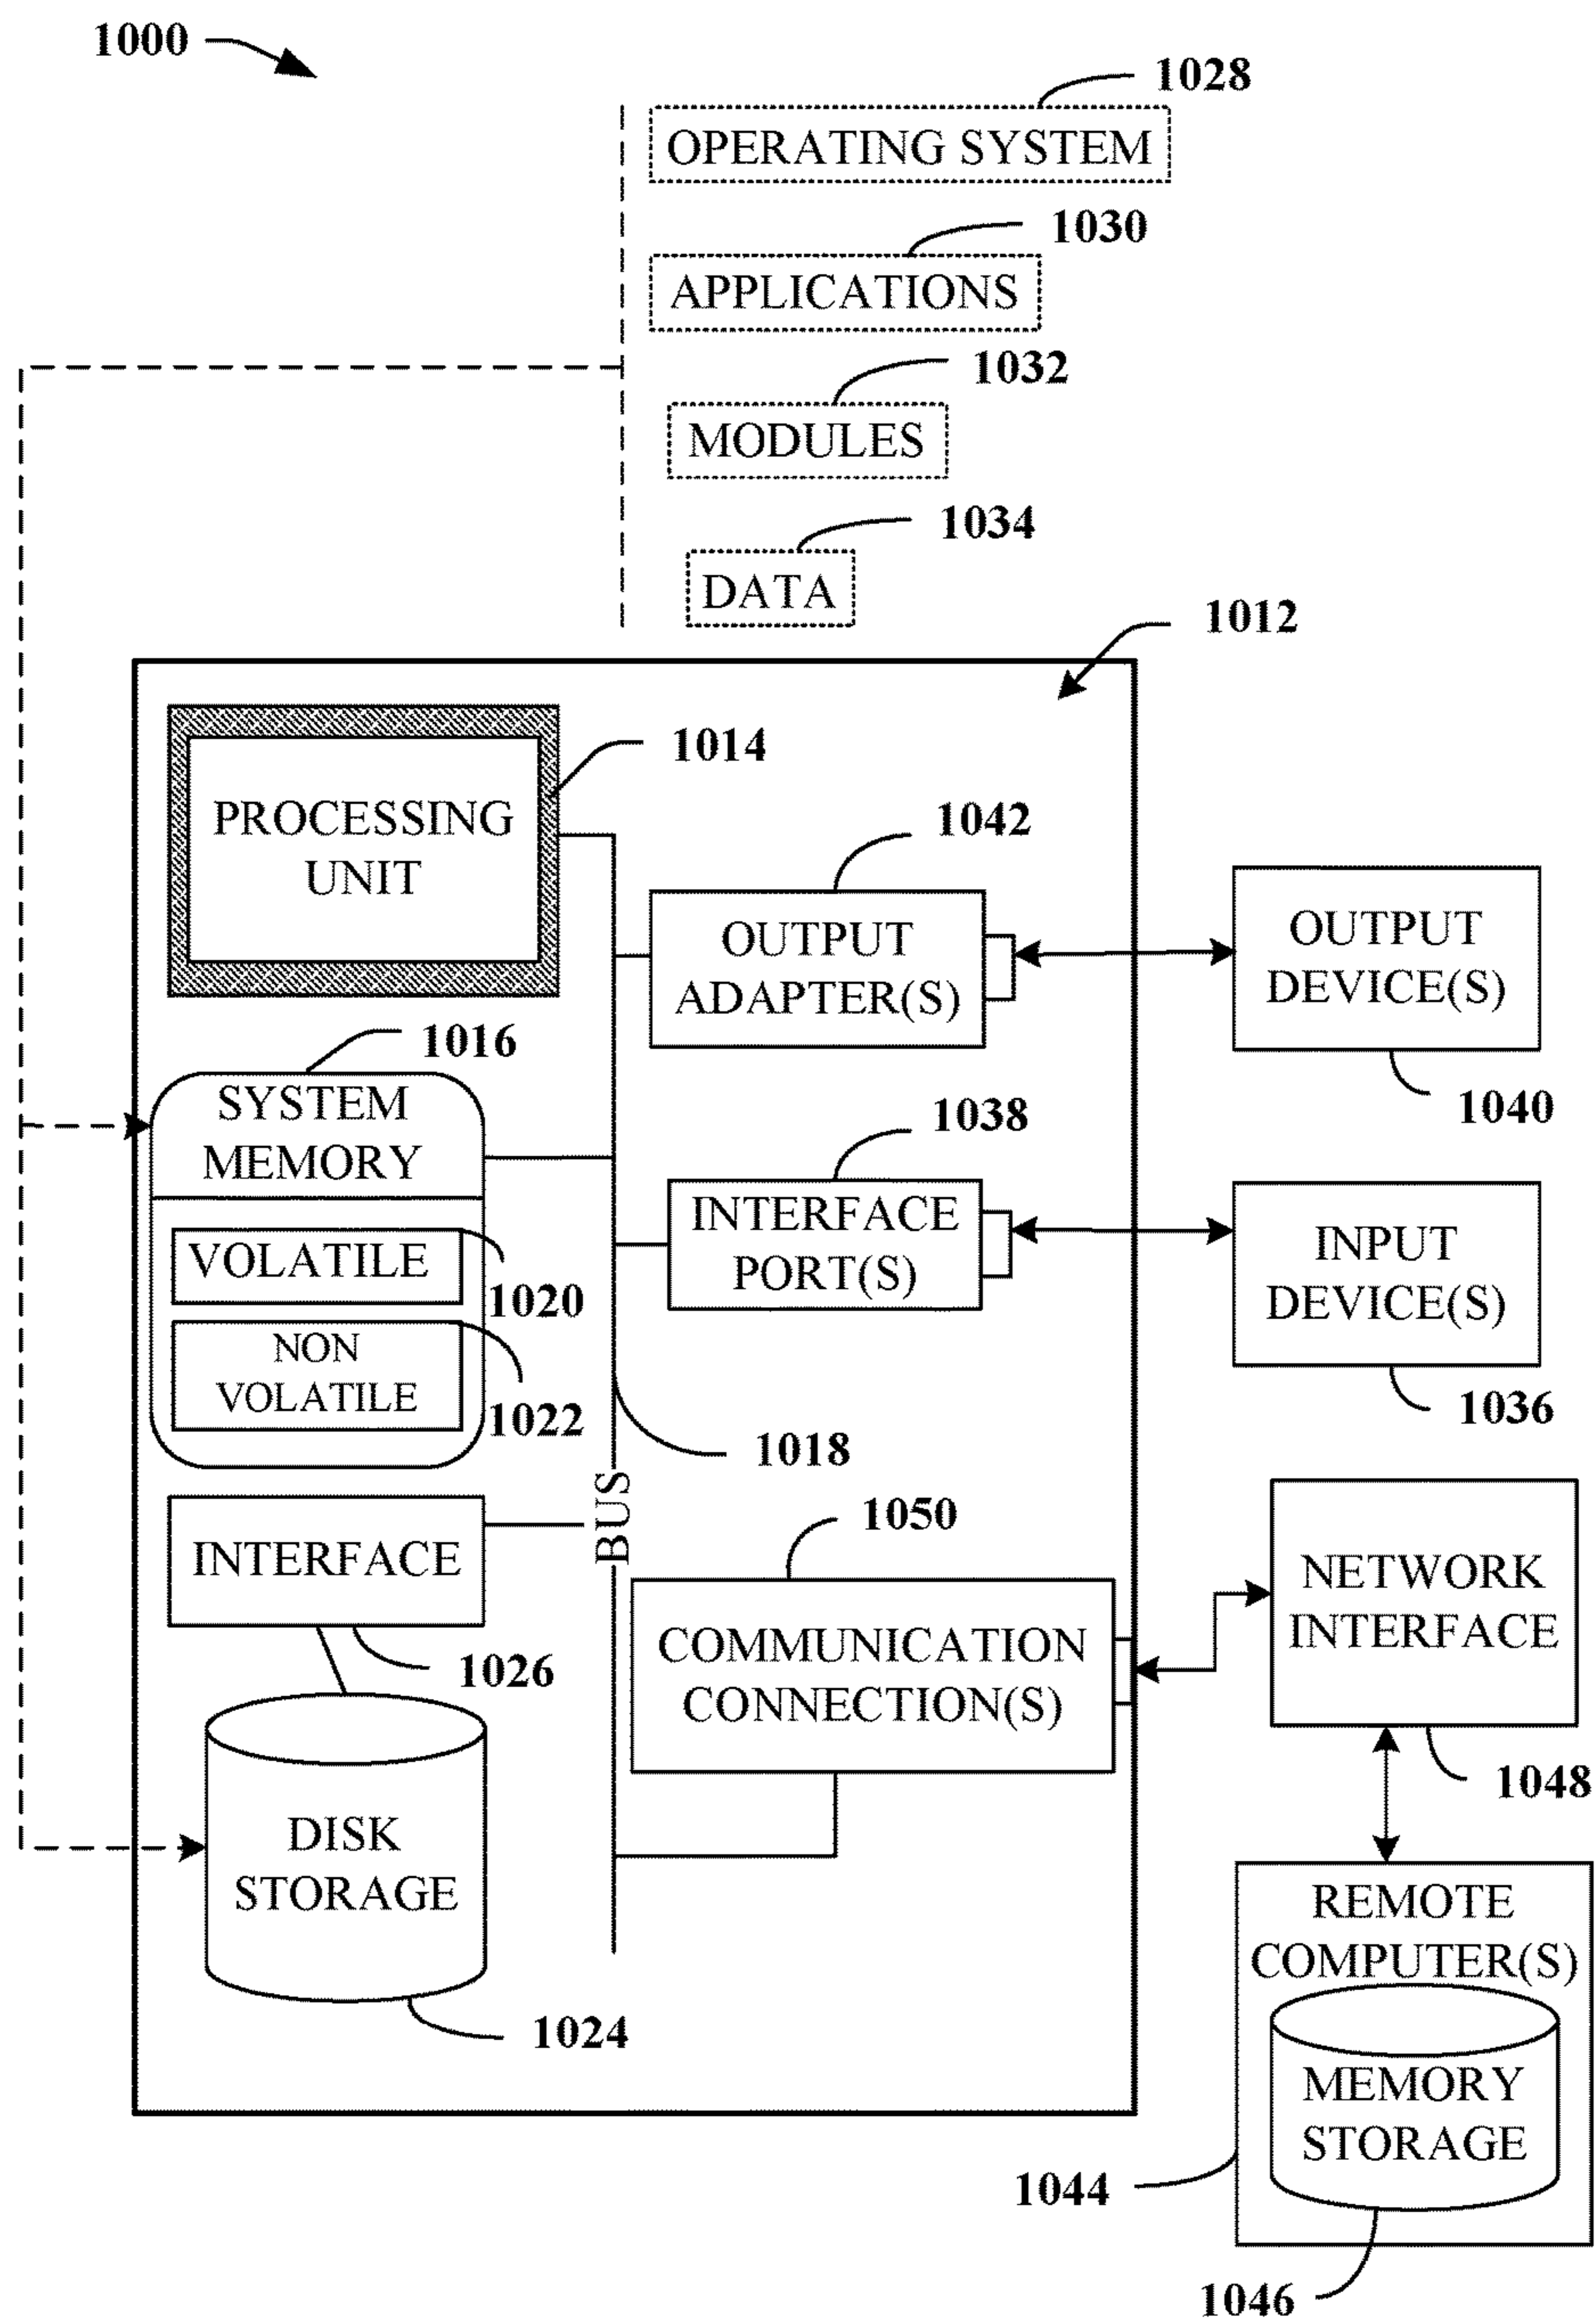 1000
1028
OPERATING SYSTEM
1030
APPLICATIONS
1032
MODULES
1034
DATA
1012
1014
PROCESSING
UNIT
1042
OUTPUT
ADAPTER(S)
OUTPUT
DEVICE(S)
1040
1016
SYSTEM
MEMORY
1038
INTERFACE
PORT(S)
INPUT
DEVICE(S)
1036
VOLATILE
1020
NON
VOLATILE
1022
1018
BUS
INTERFACE
1026
1050
COMMUNICATION
CONNECTION(S)
NETWORK
INTERFACE
1048
DISK
STORAGE
1024
REMOTE
COMPUTER(S)
MEMORY
STORAGE
1044
1046